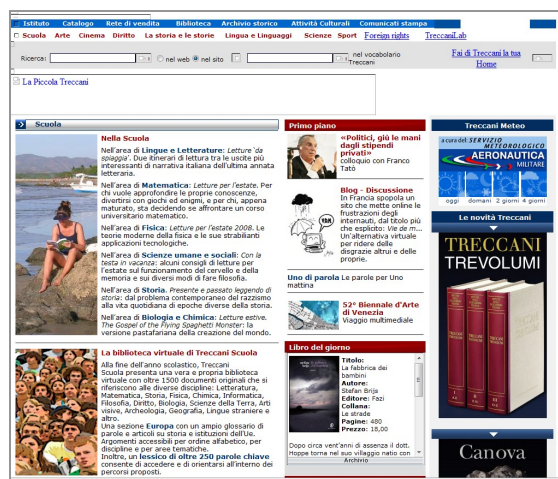 Istituto Catalogo Rete di vendita Biblioteca Archivio storico Attività Culturali Comunicati stampa
Scuola Arte Cinema Diritto La storia e le storie Lingua e Linguaggi Scienze Sport Foreign rights TreccaniLab
Ricerca: nel web nel sito nel vocabolario Treccani
Fai di Treccani la tua
Home
La Piccola Treccani
Scuola
Nella Scuola
Nell'area di Lingue e Letterature: Letture 'da
spiaggia'. Due itinerari di lettura tra le uscite più
interessanti di narrativa italiana dell'ultima annata
letteraria.
Nell'area di Matematica: Letture per l'estate. Per
chi vuole approfondire le proprie conoscenze,
divertirsi con giochi ed enigmi, e per chi, appena
maturato, sta decidendo se affrontare un corso
universitario matematico.
Nell'area di Fisica: Letture per l'estate 2008. Le
teorie moderne della fisica e le sue strabilianti
applicazioni tecnologiche.
Nell'area di Scienze umane e sociali: Con la
testa in vacanza: alcuni consigli di letture per
l'estate sul funzionamento del cervello e della
memoria e sui diversi modi di fare filosofia.
Nell'area di Storia. Presente e passato leggendo di
storia: dal problema contemporaneo del razzismo
alla vita quotidiana di epoche diverse della storia.
Nell'area di Biologia e Chimica: Letture estive.
The Gospel of the Flying Spaghetti Monster: la
versione pastafariana della creazione del mondo.
La biblioteca virtuale di Treccani Scuola
Alla fine dell'anno scolastico, Treccani
Scuola presenta una vera e propria biblioteca
virtuale con oltre 1500 documenti originali che si
riferiscono alle diverse discipline: Letteratura,
Matematica, Storia, Fisica, Chimica, Informatica,
Filosofia, Diritto, Biologia, Scienze della Terra, Arti
visive, Archeologia, Geografia, Lingue straniere e
altro.
Una sezione Europa con un ampio glossario di
parole e articoli su storia e istituzioni dell'Ue.
Argomenti accessibili per ordine alfabetico, per
discipline e per aree tematiche.
Inoltre, un lessico di oltre 250 parole chiave
consente di accedere e di orientarsi all'interno dei
percorsi proposti.
Primo piano
«Politici, giù le mani
dagli stipendi
privati»
colloquio con Franco
Tatò
Blog - Discussione
In Francia spopola un
sito che mette online le
frustrazioni degli
internauti, dal titolo più
che esplicito: Vie de m...
Un'alternativa virtuale
per ridere delle
disgrazie altrui e delle
proprie.
YAK
Uno di parola Le parole per Uno
mattina
52° Biennale d'Arte
di Venezia
Viaggio multimediale
Libro del giorno
Titolo:
La fabbrica dei
bambini
Autore:
Stefan Brijs
Editore: Fazi
Collana:
Le strade
Pagine: 480
Prezzo: 18,00
Dopo circa vent'anni di assenza il dott.
Hoppe torna nel suo villaggio natio con
Archivio
Treccani Meteo
a cura del: SERVIZIO
METEOROLOGICO
AERONAUTICA
MILITARE
oggi domani 2 giorni 4 giorni
Le novità Treccani
TRECCANI
TREVOLUMI
Canova